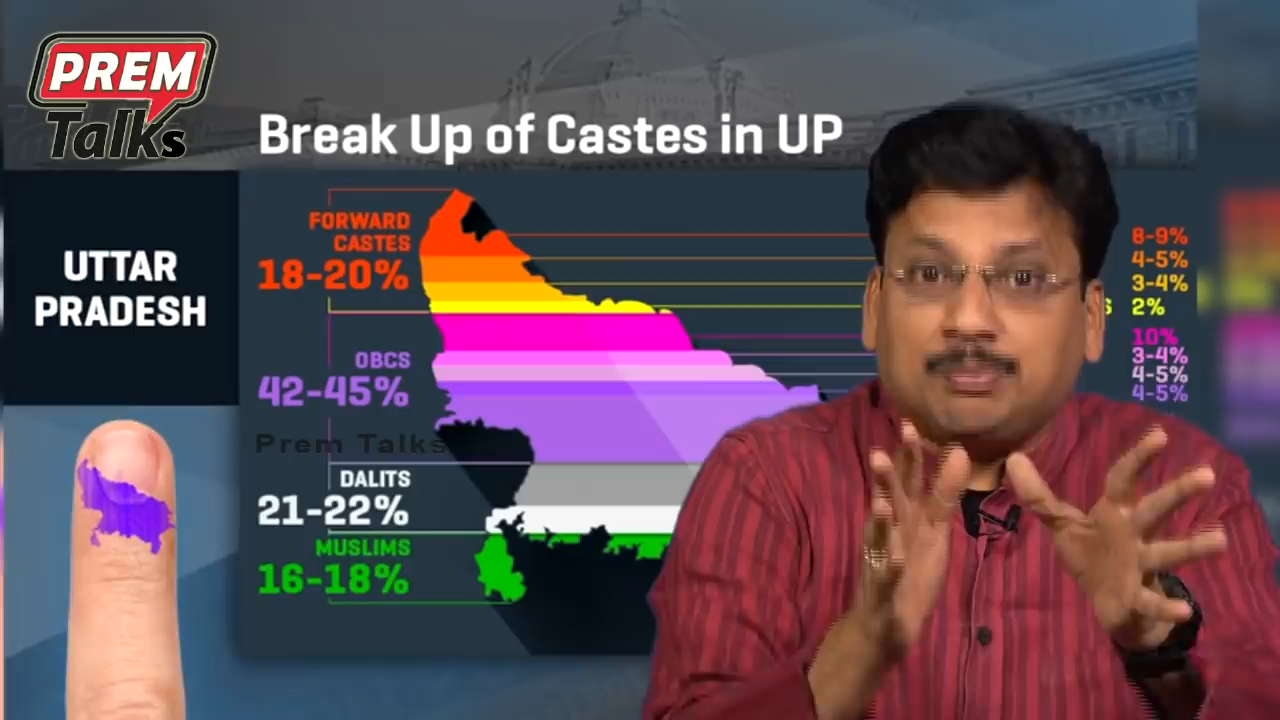 PREM
Talks
Break Up of Castes in UP
UTTAR
PRADESH
FORWARD
CASTES
18-20%
8-9%
4-5%
3-4%
S 2%
10%
3-4%
4-5%
4-5%
OBCS
42-45%
Prem Talks
DALITS
21-22%
MUSLIMS
16-18%